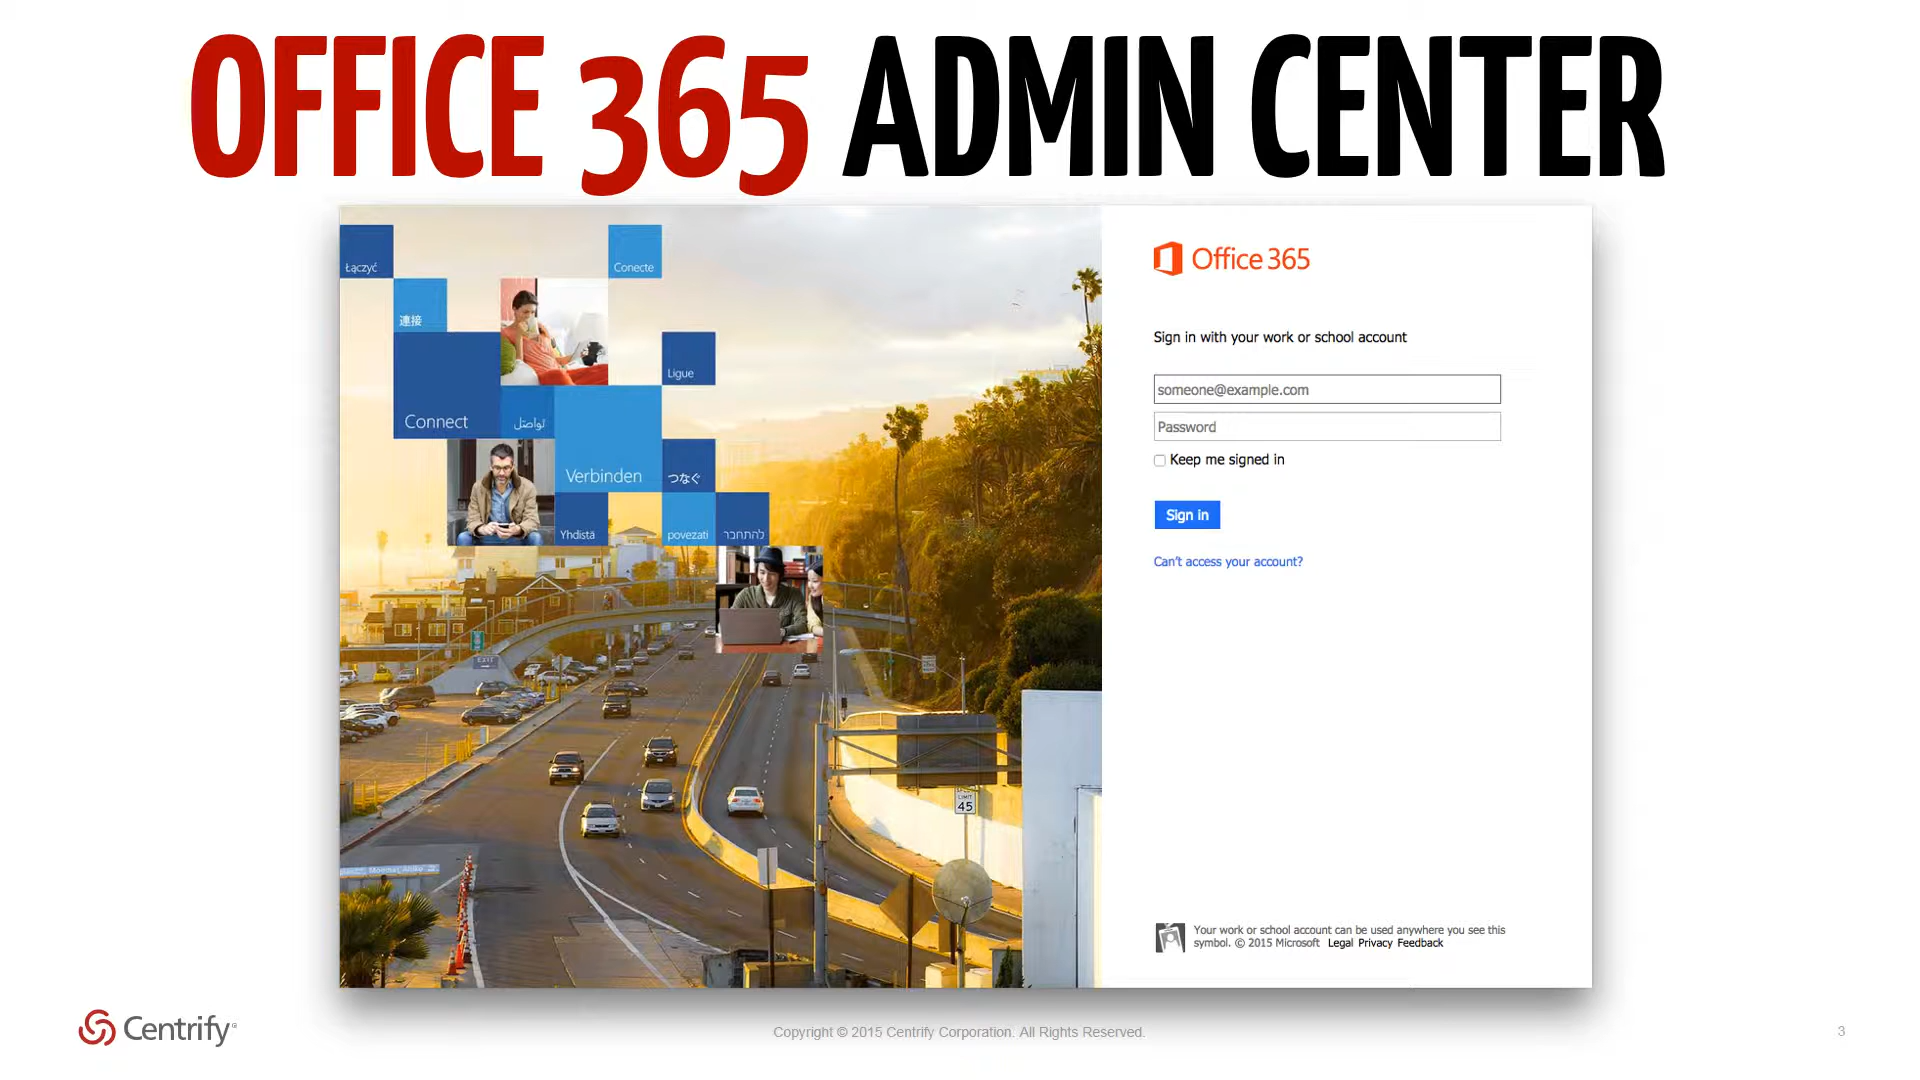 OFFICE 365 ADMIN CENTER
Łączyć
Conecte
連接
Ligue
Connect
لواصل
Verbinden
つなぐ
Yhdistä
povezati
להתחבר
EXIT
LIMIT
45
Office 365
Sign in with your work or school account
someone@example.com
Password
Keep me signed in
Sign in
Can't access your account?
Your work or school account can be used anywhere you see this
symbol. © 2015 Microsoft Legal Privacy Feedback
Centrify
Copyright © 2015 Centrify Corporation. All Rights Reserved.
3